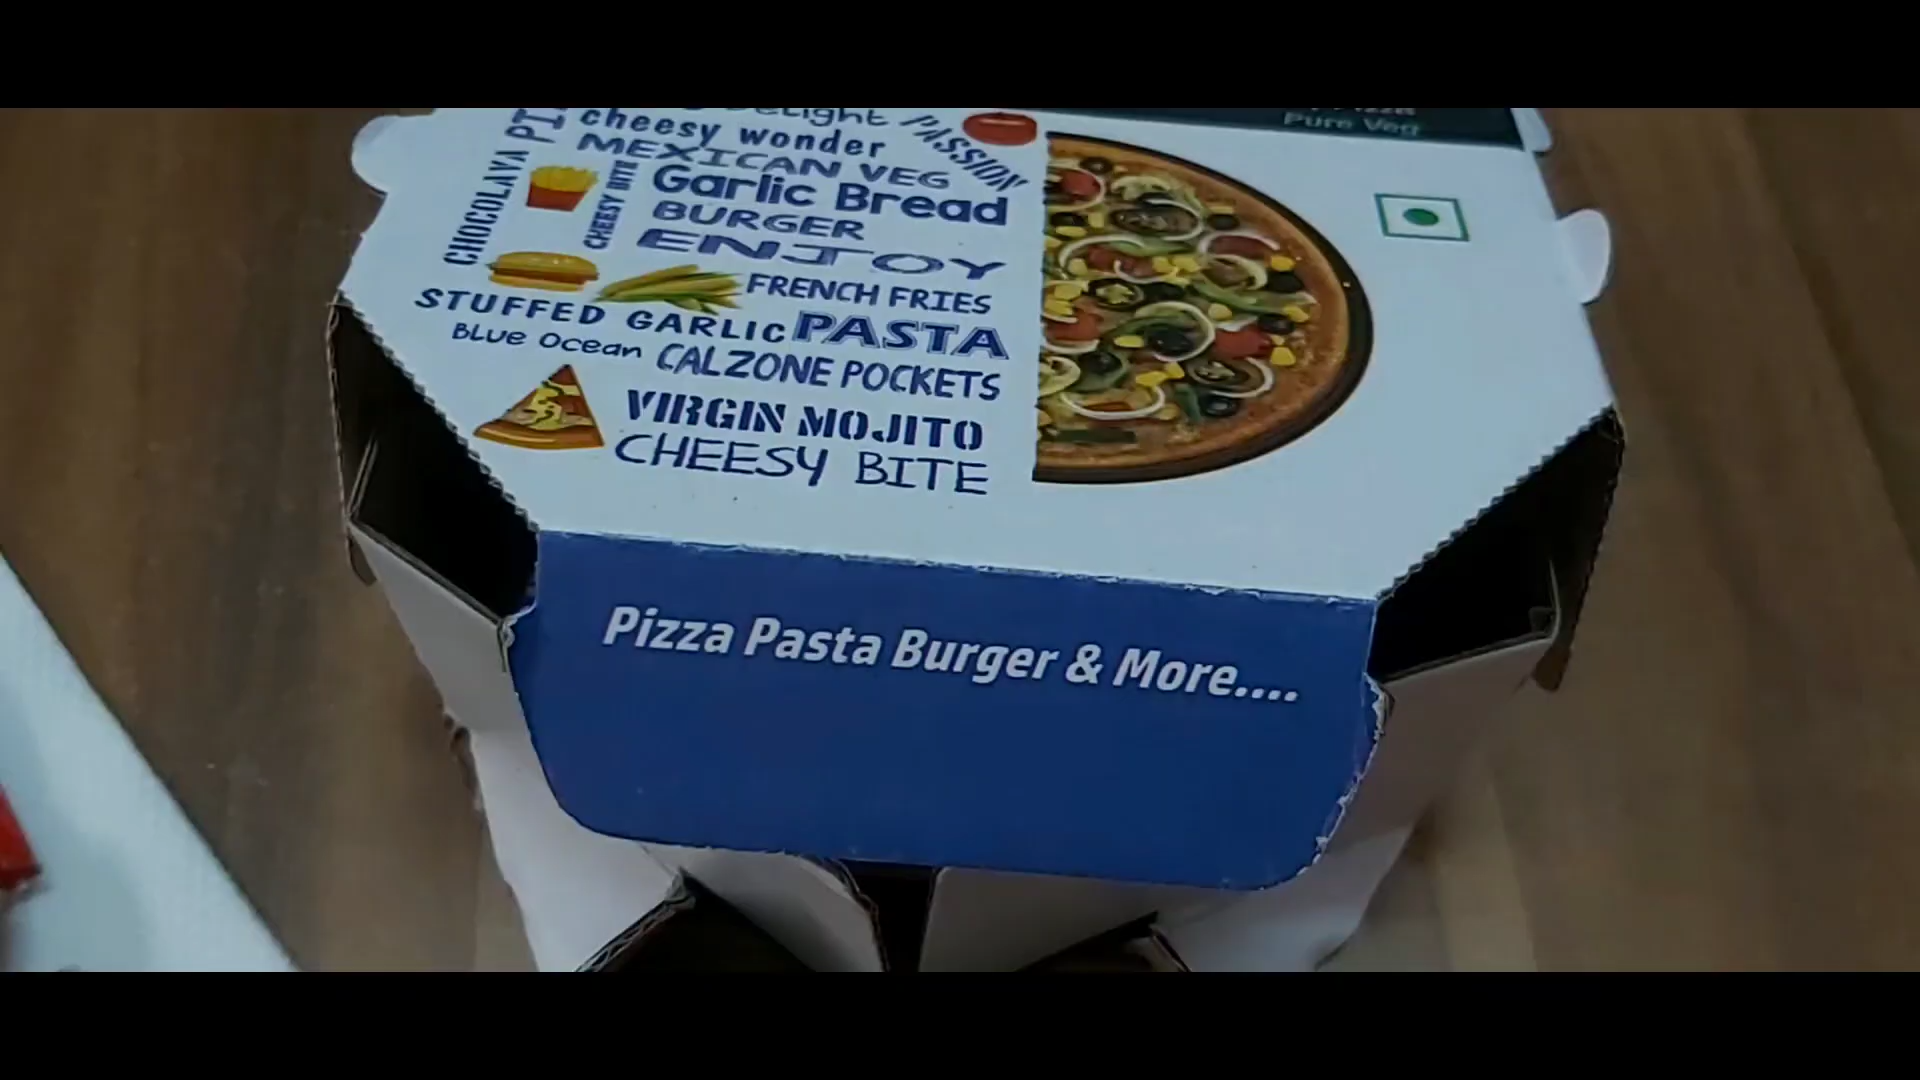 Delight
PASSION
cheesy wonder
MEXICAN VEG
Garlic Bread
BURGER
ENJOY
CHOCOLAVA
CHEESY BITE
FRENCH FRIES
STUFFED GARLIC
PASTA
Blue Ocean
CALZONE POCKETS
VIRGIN MOJITO
CHEESY BITE
Pure Veg
Pizza Pasta Burger & More....